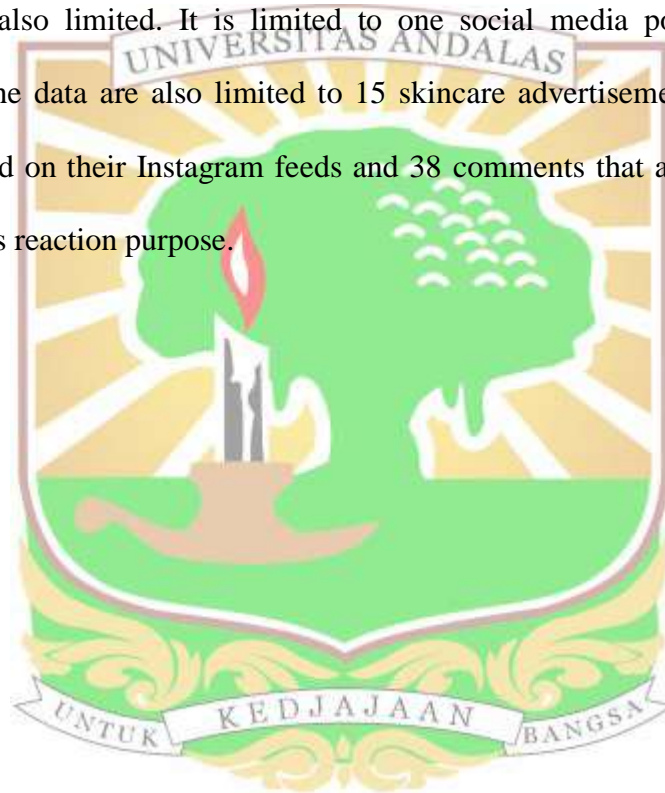 also limited. It is limited to one social media po
UNIVERSITAS ANDALAS
data are also limited to 15 skincare advertiseme
d on their Instagram feeds and 38 comments that a
s reaction purpose.
UNTUK KEDJAJAAN BANGSA